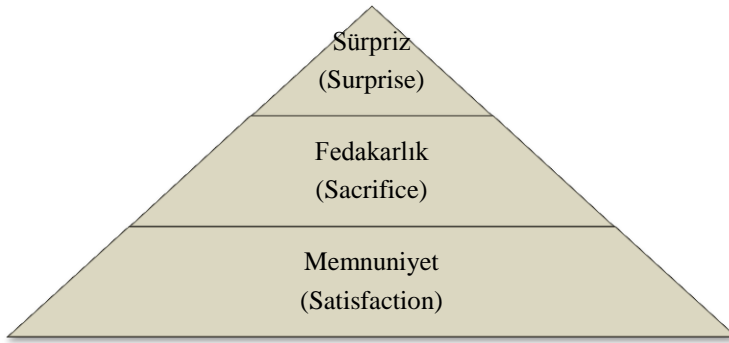 Sürpriz
(Surprise)
Fedakarlık
(Sacrifice)
Memnuniyet
(Satisfaction)